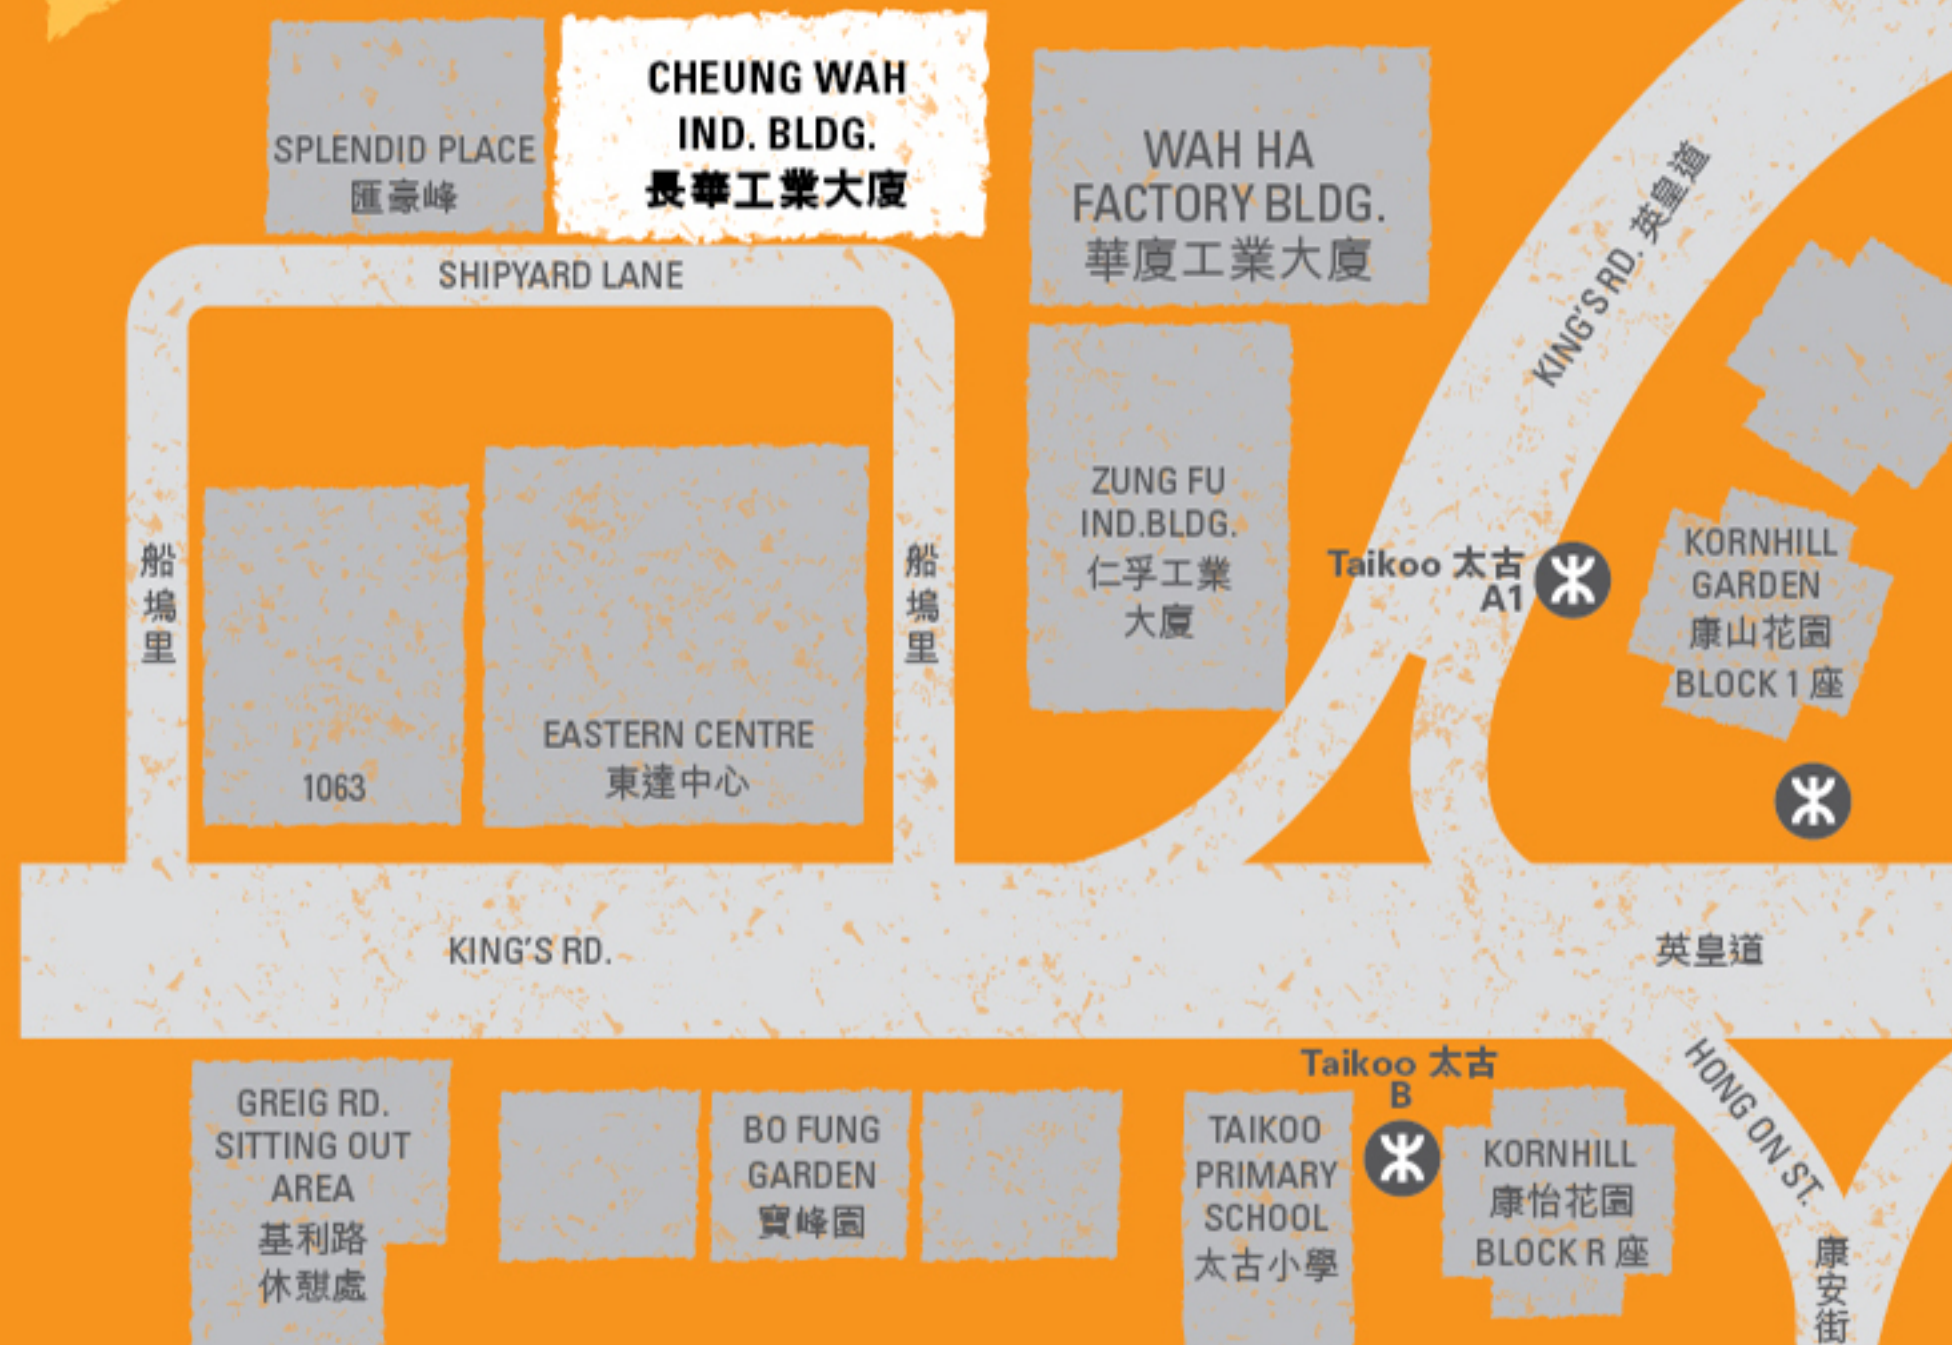 CHEUNG WAH
IND. BLDG.
長華工業大廈
SPLENDID PLACE
匯豪峰
WAH HA
FACTORY BLDG.
華廈工業大廈
KING'S RD. 英皇道
SHIPYARD LANE
ZUNG FU
IND.BLDG.
仁孚工業
大廈
船塢里
船塢里
Taikoo 太古
A1
KORNHILL
GARDEN
康山花園
BLOCK 1 座
EASTERN CENTRE
東達中心
1063
KING'S RD.
英皇道
GREIG RD.
SITTING OUT
AREA
基利路
休憩處
BO FUNG
GARDEN
寶峰園
TAIKOO
PRIMARY
SCHOOL
太古小學
Taikoo 太古
B
KORNHILL
康怡花園
BLOCK R 座
HONG ON ST.
康安街